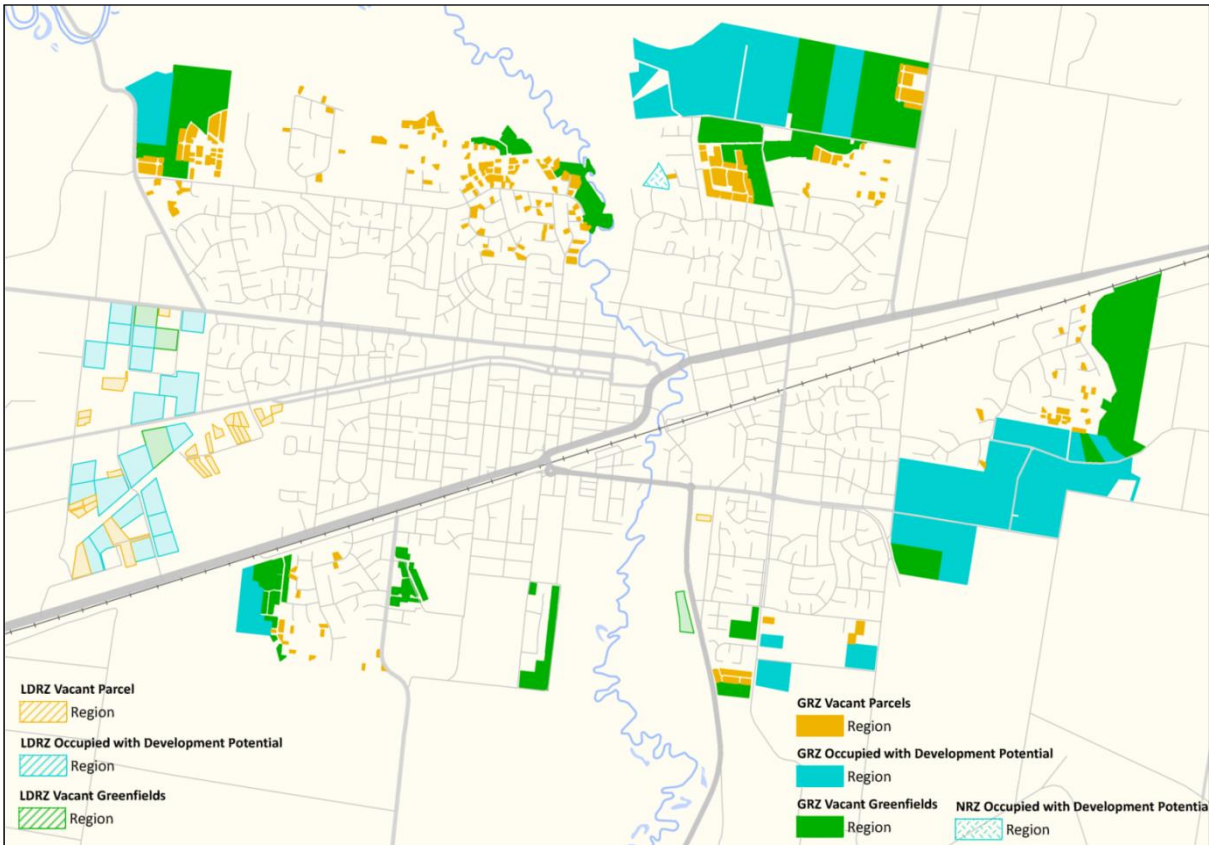 LDRZ Vacant Parcel
Region
LDRZ Occupied with Development Potential
Region
LDRZ Vacant Greenfields
Region
GRZ Vacant Parcels
Region
GRZ Occupied with Development Potential
Region
GRZ Vacant Greenfields
Region
NRZ Occupied with Development Potential
Region